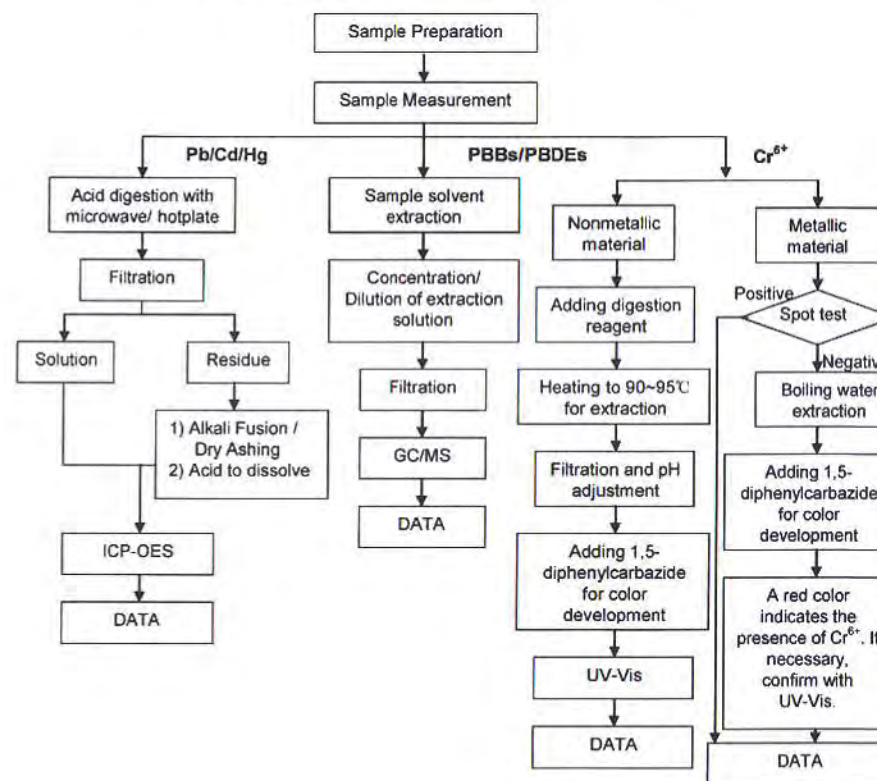 Sample Preparation
Sample Measurement
Pb/Cd/Hg
PBBs/PBDEs
Cr⁶⁺
Acid digestion with
microwave/ hotplate
Filtration
Solution
Residue
1) Alkali Fusion /
Dry Ashing
2) Acid to dissolve
ICP-OES
DATA
Sample solvent
extraction
Concentration/
Dilution of extraction
solution
Filtration
GC/MS
DATA
Nonmetallic
material
Adding digestion
reagent
Heating to 90~95℃
for extraction
Filtration and pH
adjustment
Adding 1,5-
diphenylcarbazide
for color
development
UV-Vis
DATA
Metallic
material
Positive
Spot test
Negative
Boiling water
extraction
Adding 1,5-
diphenylcarbazide
for color
development
A red color
indicates the
presence of Cr⁶⁺. If
necessary,
confirm with
UV-Vis.
DATA